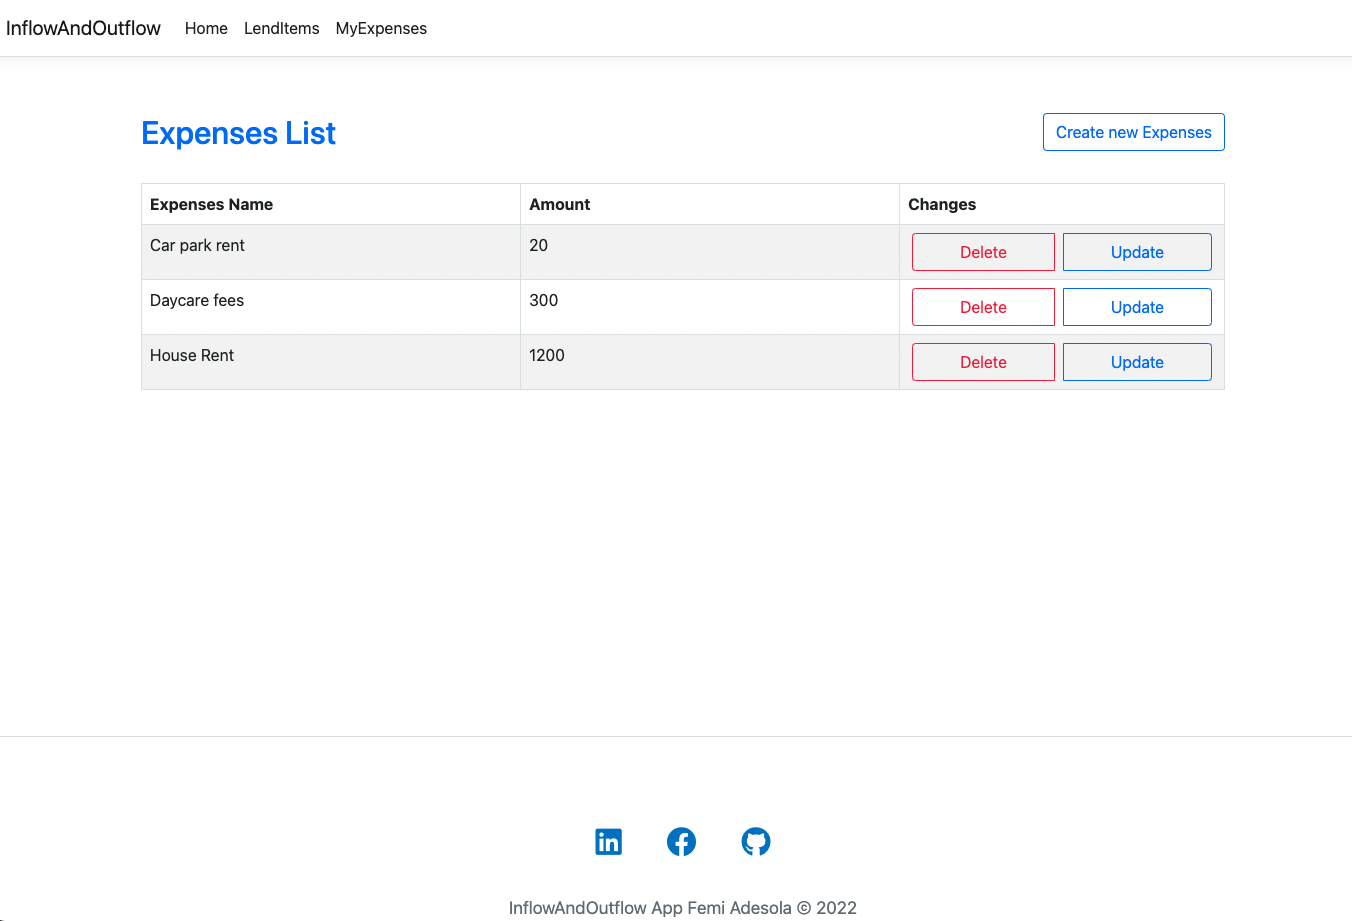 InflowAndOutflow Home LendItems MyExpenses
Expenses List Create new Expenses
Expenses Name Amount Changes
Car park rent 20 Delete Update
Daycare fees 300 Delete Update
House Rent 1200 Delete Update
InflowAndOutflow App Femi Adesola © 2022